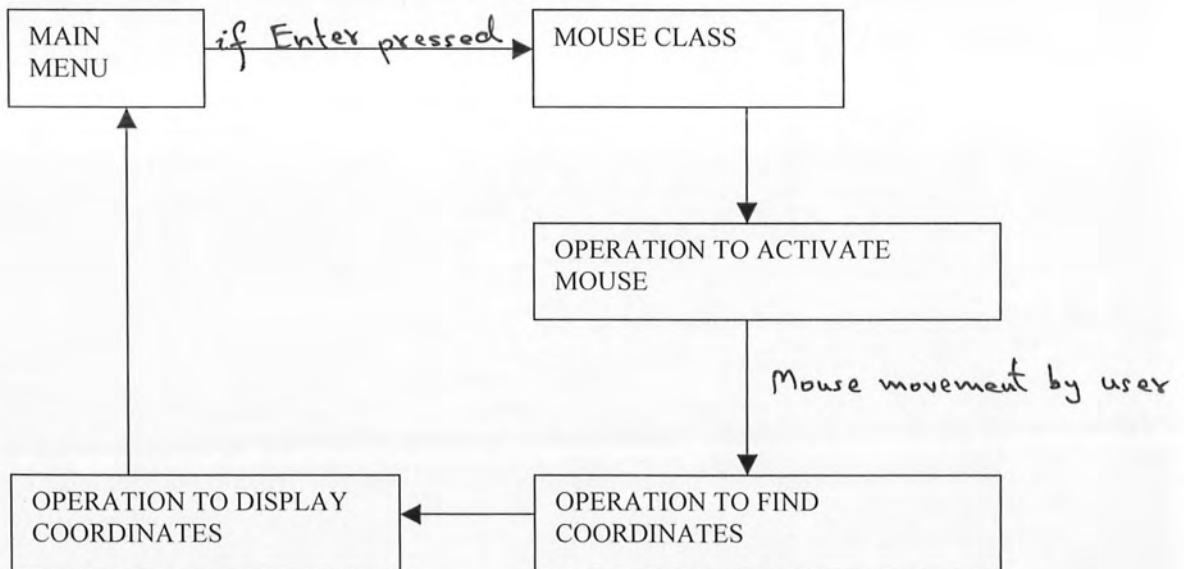 MAIN
MENU
if Enter pressed
MOUSE CLASS
OPERATION TO ACTIVATE
MOUSE
Mouse movement by user
OPERATION TO DISPLAY
COORDINATES
OPERATION TO FIND
COORDINATES